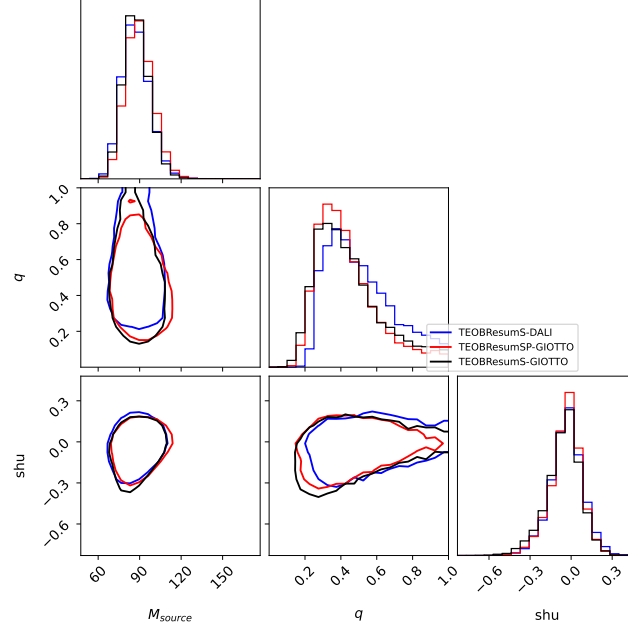 1.0
0.8
0.6
0.4
0.2
q
TEOBResumS-DALI
TEOBResumSP-GIOTTO
TEOBResumS-GIOTTO
0.3
0.0
−0.3
−0.6
shu
60
90
120
150
M_source
0.2
0.4
0.6
0.8
1.0
q
−0.6
−0.3
0.0
0.3
shu